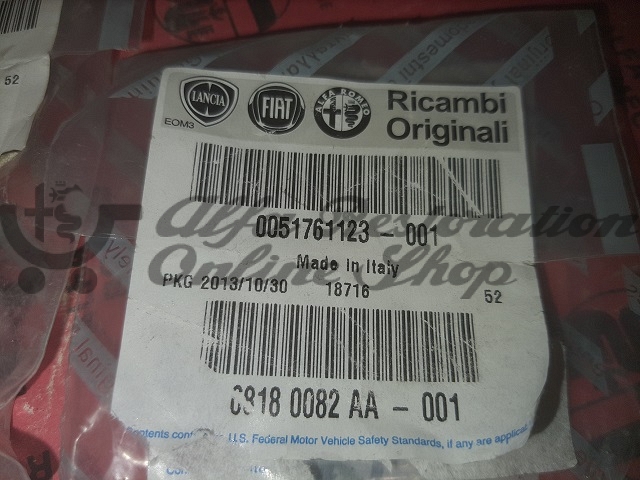 LANCIA
FIAT
ALFA ROMEO
Ricambi
Originali
EOM3
52
0051761123-001
Alfa Restoration
Online Shop
Made in Italy
PKG 2013/10/30 18716 52
0082 AA - 001
U.S. Federal Motor Vehicle Safety Standards, if any are applicable